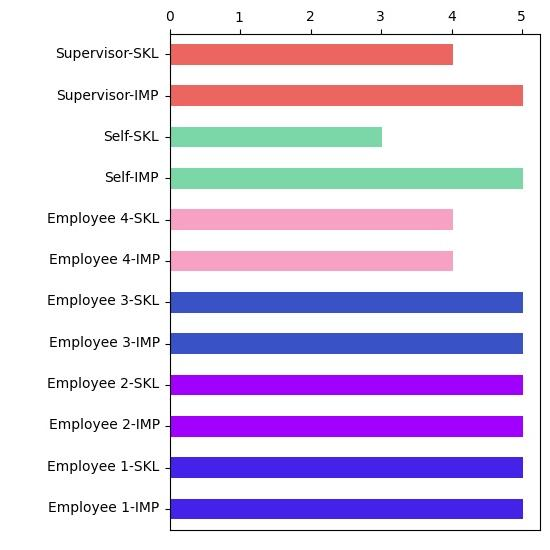 0 1 2 3 4 5
Supervisor-SKL
Supervisor-IMP
Self-SKL
Self-IMP
Employee 4-SKL
Employee 4-IMP
Employee 3-SKL
Employee 3-IMP
Employee 2-SKL
Employee 2-IMP
Employee 1-SKL
Employee 1-IMP